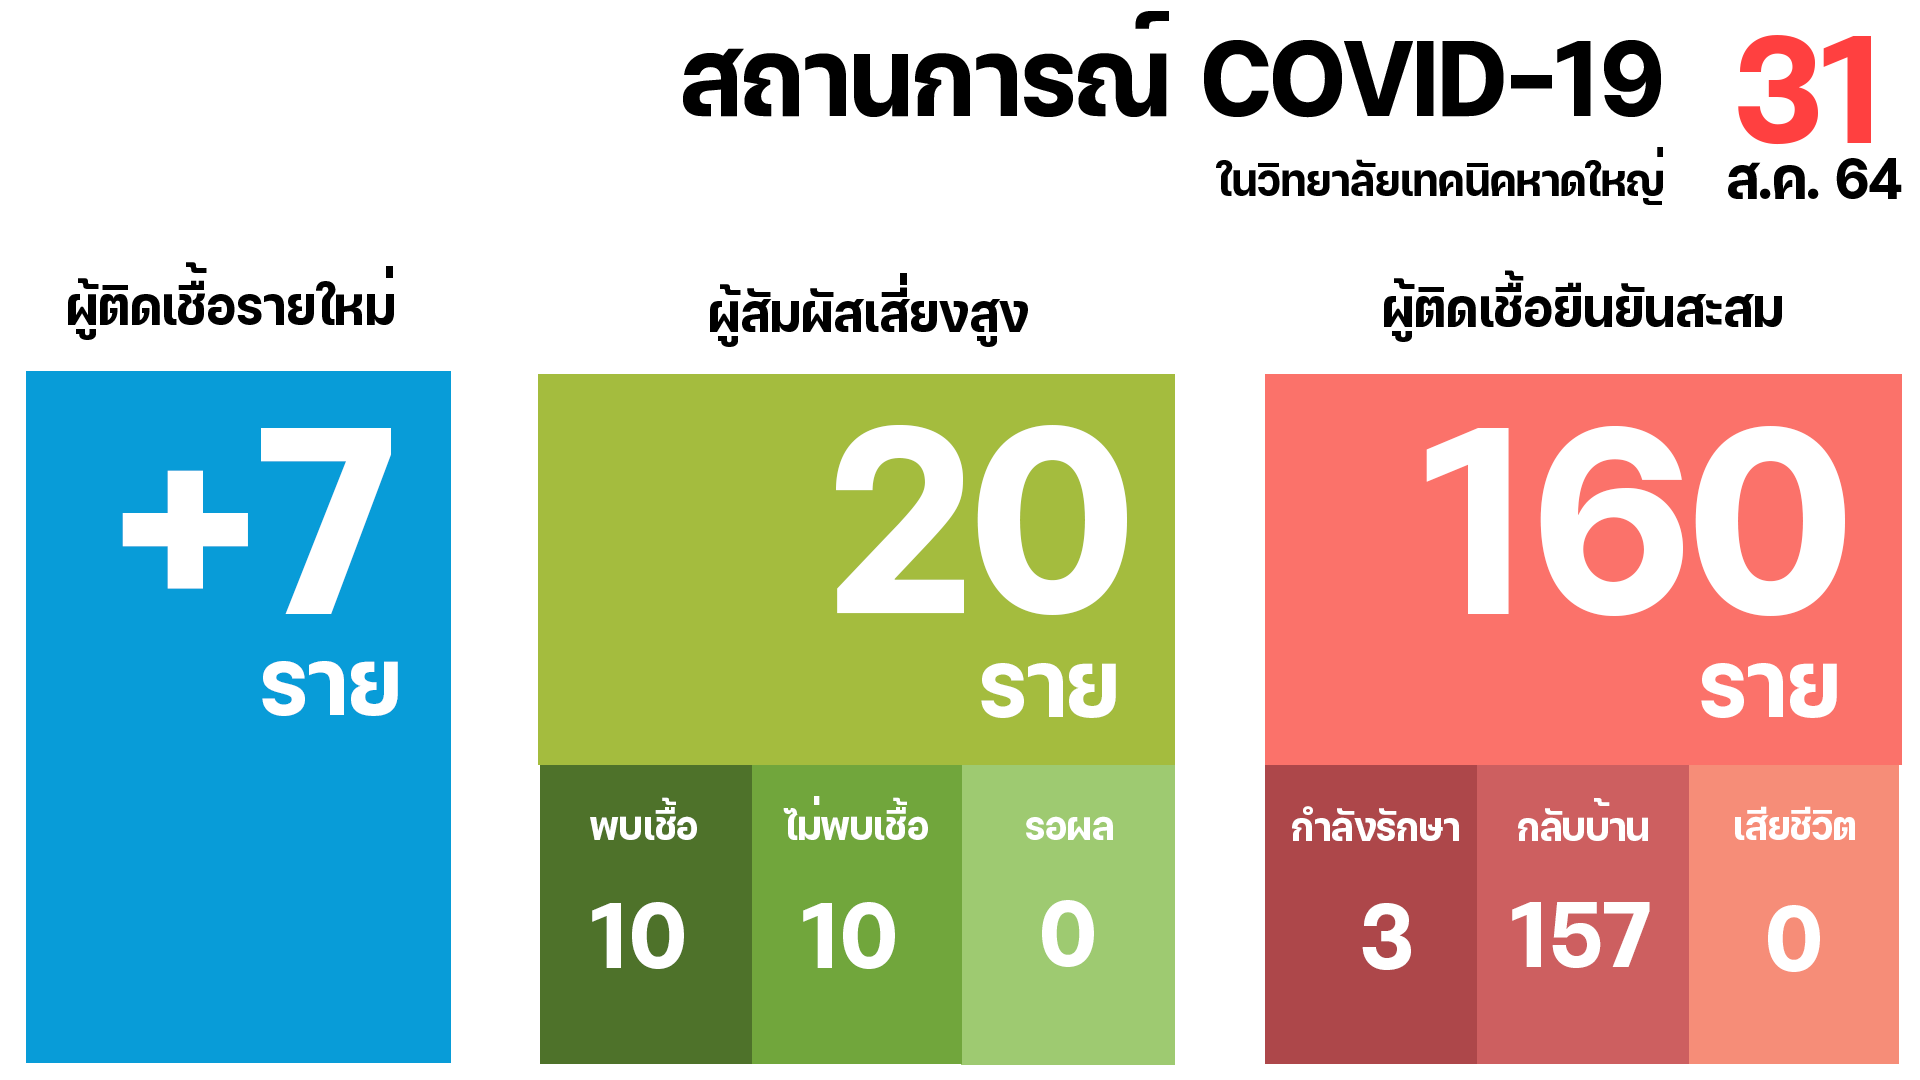 สถานการณ์ COVID-19
ในวิทยาลัยเทคนิคหาดใหญ่
31
ส.ค. 64
ผู้ติดเชื้อรายใหม่
+7
ราย
ผู้สัมผัสเสี่ยงสูง
20
ราย
พบเชื้อ
10
ไม่พบเชื้อ
10
รอผล
0
ผู้ติดเชื้อยืนยันสะสม
160
ราย
กำลังรักษา
3
กลับบ้าน
157
เสียชีวิต
0